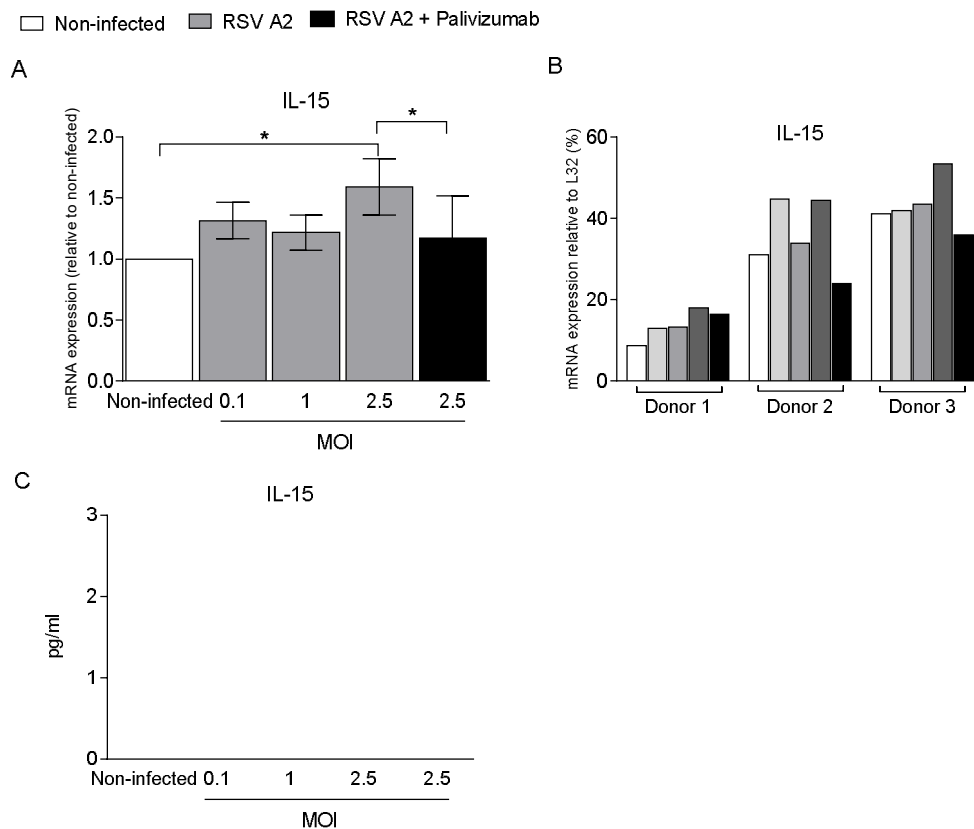 Non-infected RSV A2 RSV A2 + Palivizumab
A
IL-15
mRNA expression (relative to non-infected)
2.0
1.5
1.0
0.5
0.0
* *
Non-infected 0.1 1 2.5 2.5
MOI
B
IL-15
mRNA expression relative to L32 (%)
60
40
20
0
Donor 1 Donor 2 Donor 3
C
IL-15
pg/ml
3
2
1
0
Non-infected 0.1 1 2.5 2.5
MOI